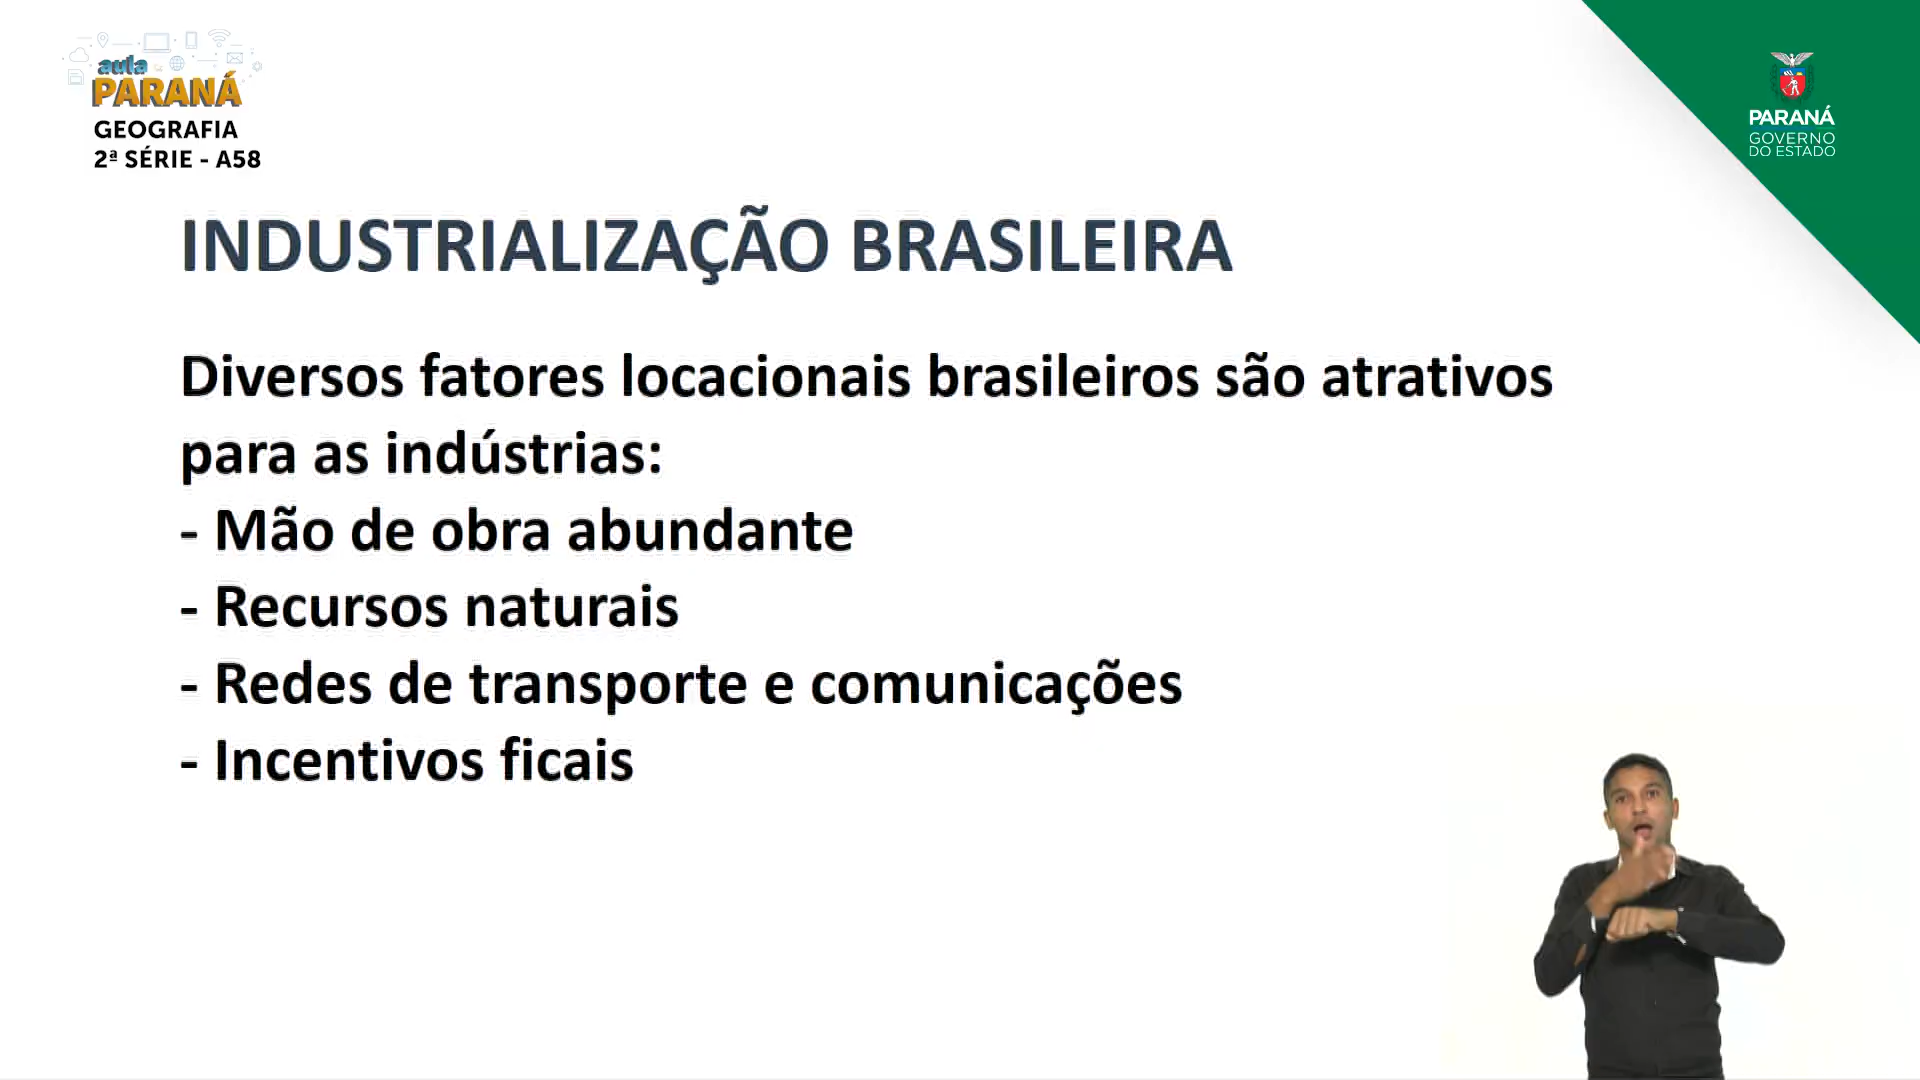 aula
PARANÁ
GEOGRAFIA
2ª SÉRIE - A58
PARANÁ
GOVERNO
DO ESTADO
INDUSTRIALIZAÇÃO BRASILEIRA
Diversos fatores locacionais brasileiros são atrativos
para as indústrias:
- Mão de obra abundante
- Recursos naturais
- Redes de transporte e comunicações
- Incentivos ficais